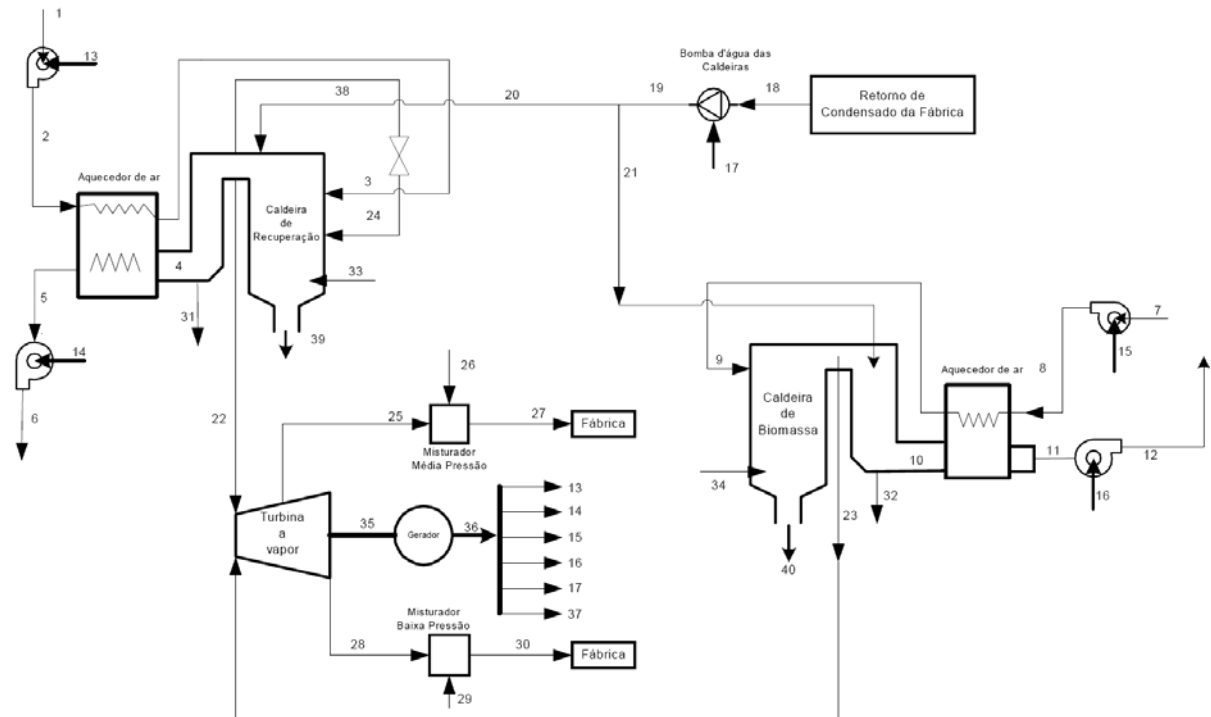 1
13
38
20
19
Bomba d'água das
Caldeiras
18
Retorno de
Condensado da Fábrica
17
2
Aquecedor de ar
3
21
Caldeira
de
Recuperação
24
4
33
5
31
39
14
6
22
26
25
27
Fábrica
Misturador
Média Pressão
7
15
8
9
Aquecedor de ar
Caldeira
de
Biomassa
10
11
12
34
32
16
23
40
Turbina
a
vapor
35
Gerador
36
13
14
15
16
17
37
Misturador
Baixa Pressão
28
30
Fábrica
29